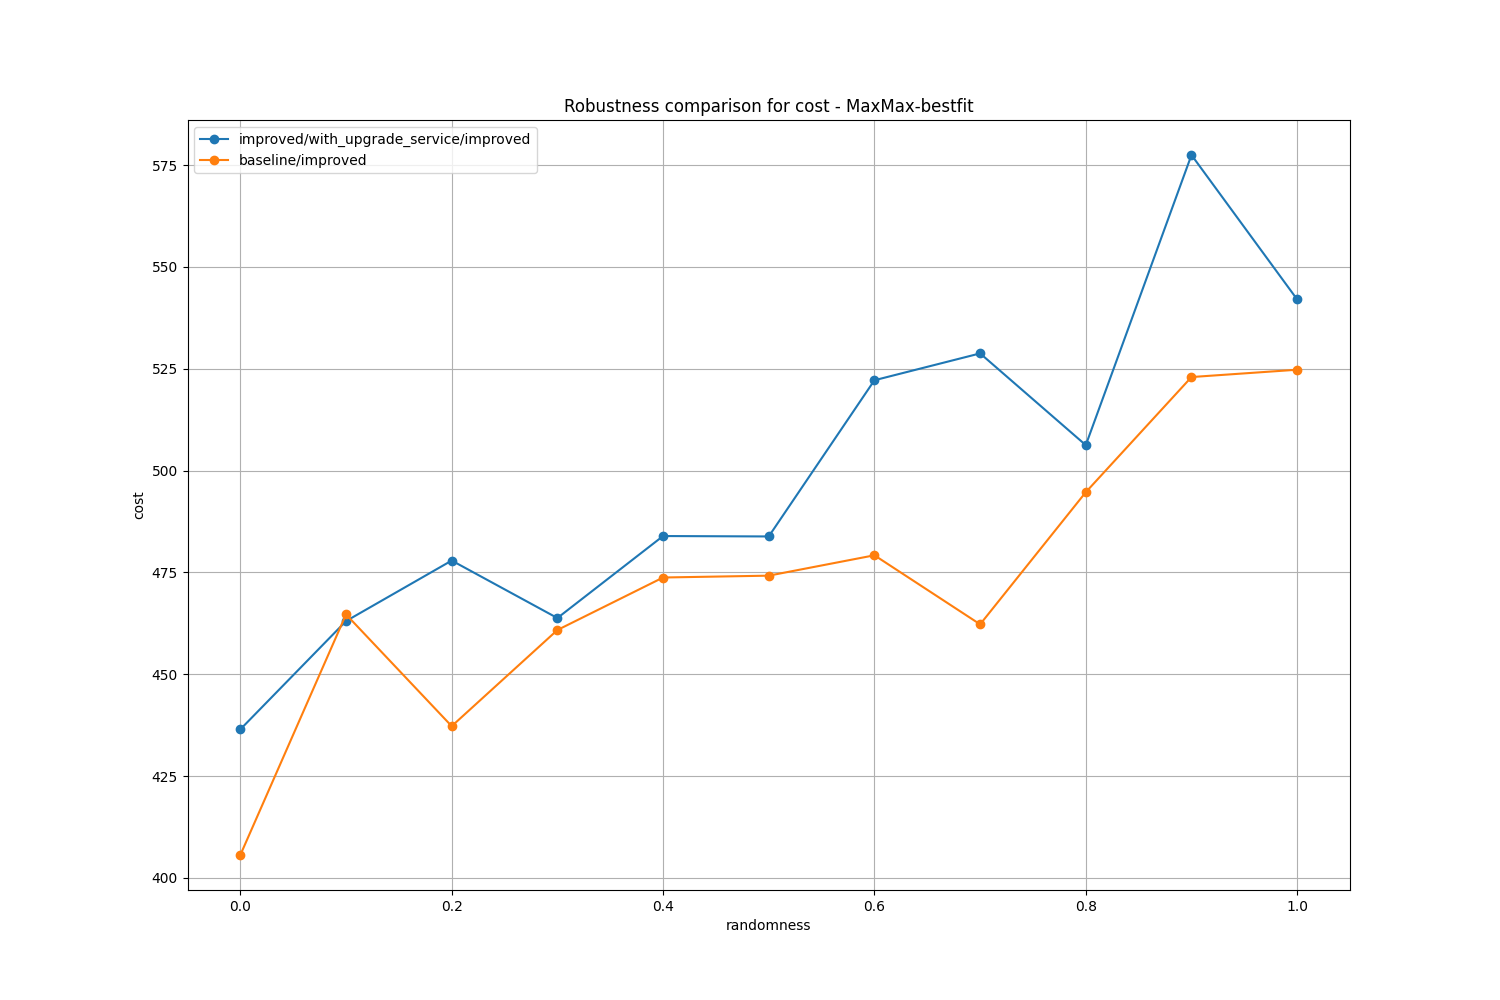 Robustness comparison for cost - MaxMax-bestfit
improved/with_upgrade_service/improved
baseline/improved
575
550
525
500
475
450
425
400
cost
0.0
0.2
0.4
0.6
0.8
1.0
randomness